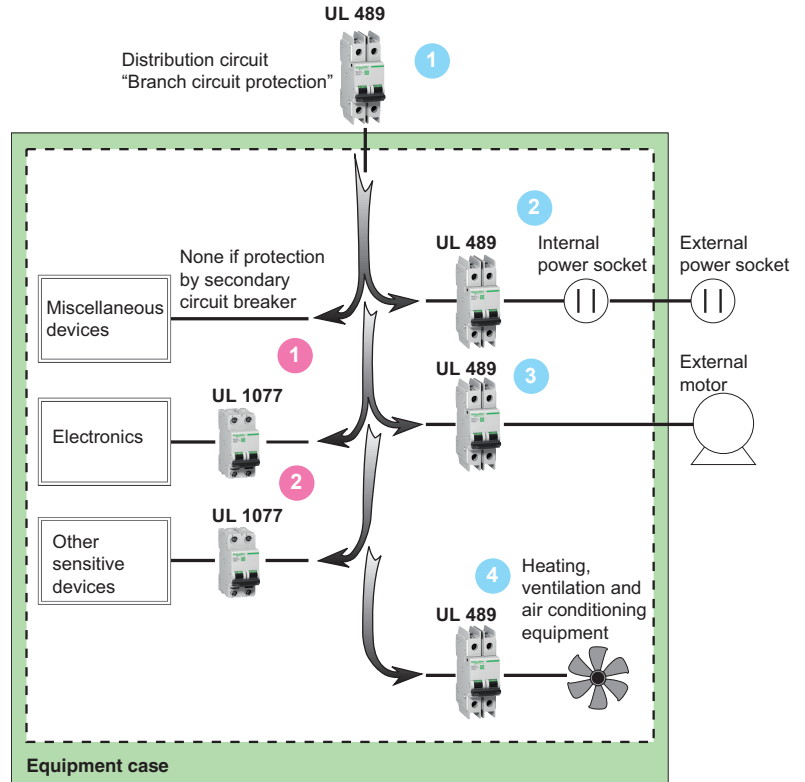 UL 489
Distribution circuit
“Branch circuit protection”
1
2
UL 489
Internal
power socket
External
power socket
None if protection
by secondary
circuit breaker
Miscellaneous
devices
1
UL 489
3
External
motor
UL 1077
Electronics
2
UL 1077
Other
sensitive
devices
4
Heating,
ventilation and
air conditioning
equipment
UL 489
Equipment case